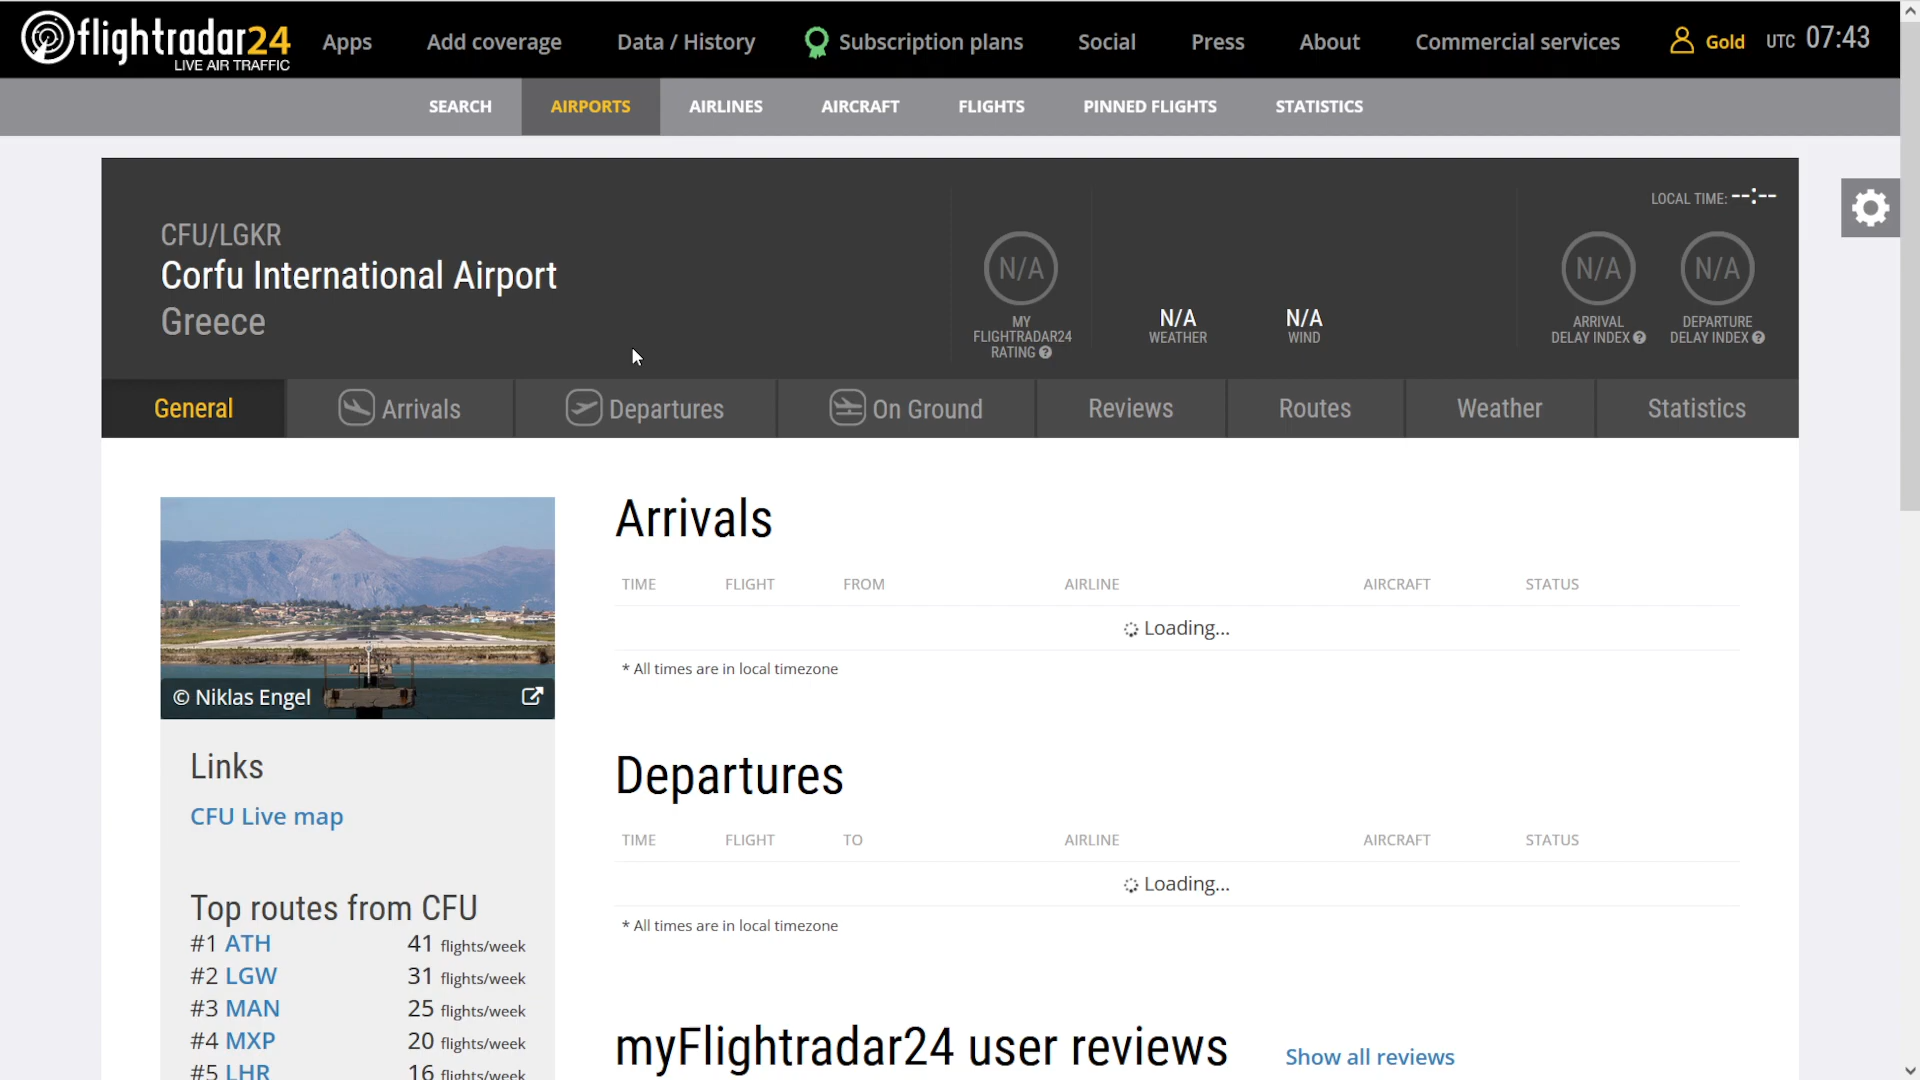 flightradar24
LIVE AIR TRAFFIC
Apps
Add coverage
Data / History
Subscription plans
Social
Press
About
Commercial services
Gold
UTC 07:43
SEARCH
AIRPORTS
AIRLINES
AIRCRAFT
FLIGHTS
PINNED FLIGHTS
STATISTICS
LOCAL TIME: --:--
CFU/LGKR
Corfu International Airport
Greece
N/A
MY
FLIGHTRADAR24
RATING ?
N/A
WEATHER
N/A
WIND
N/A
ARRIVAL
DELAY INDEX ?
N/A
DEPARTURE
DELAY INDEX ?
General
Arrivals
Departures
On Ground
Reviews
Routes
Weather
Statistics
© Niklas Engel
Links
CFU Live map
Top routes from CFU
#1 ATH 41 flights/week
#2 LGW 31 flights/week
#3 MAN 25 flights/week
#4 MXP 20 flights/week
#5 LHR 16 flights/week
Arrivals
TIME FLIGHT FROM AIRLINE AIRCRAFT STATUS
Loading...
* All times are in local timezone
Departures
TIME FLIGHT TO AIRLINE AIRCRAFT STATUS
Loading...
* All times are in local timezone
myFlightradar24 user reviews
Show all reviews